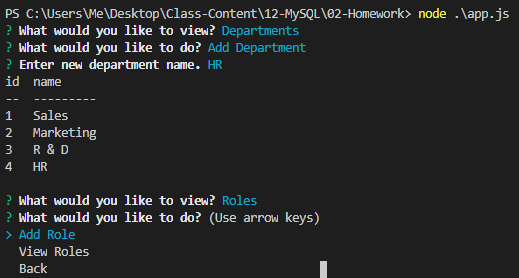 PS C:\Users\Me\Desktop\Class-Content\12-MySQL\02-Homework> node .\app.js
? What would you like to view? Departments
? What would you like to do? Add Department
? Enter new department name. HR
id  name
--  ---------
1   Sales
2   Marketing
3   R & D
4   HR
? What would you like to view? Roles
? What would you like to do? (Use arrow keys)
> Add Role
  View Roles
  Back